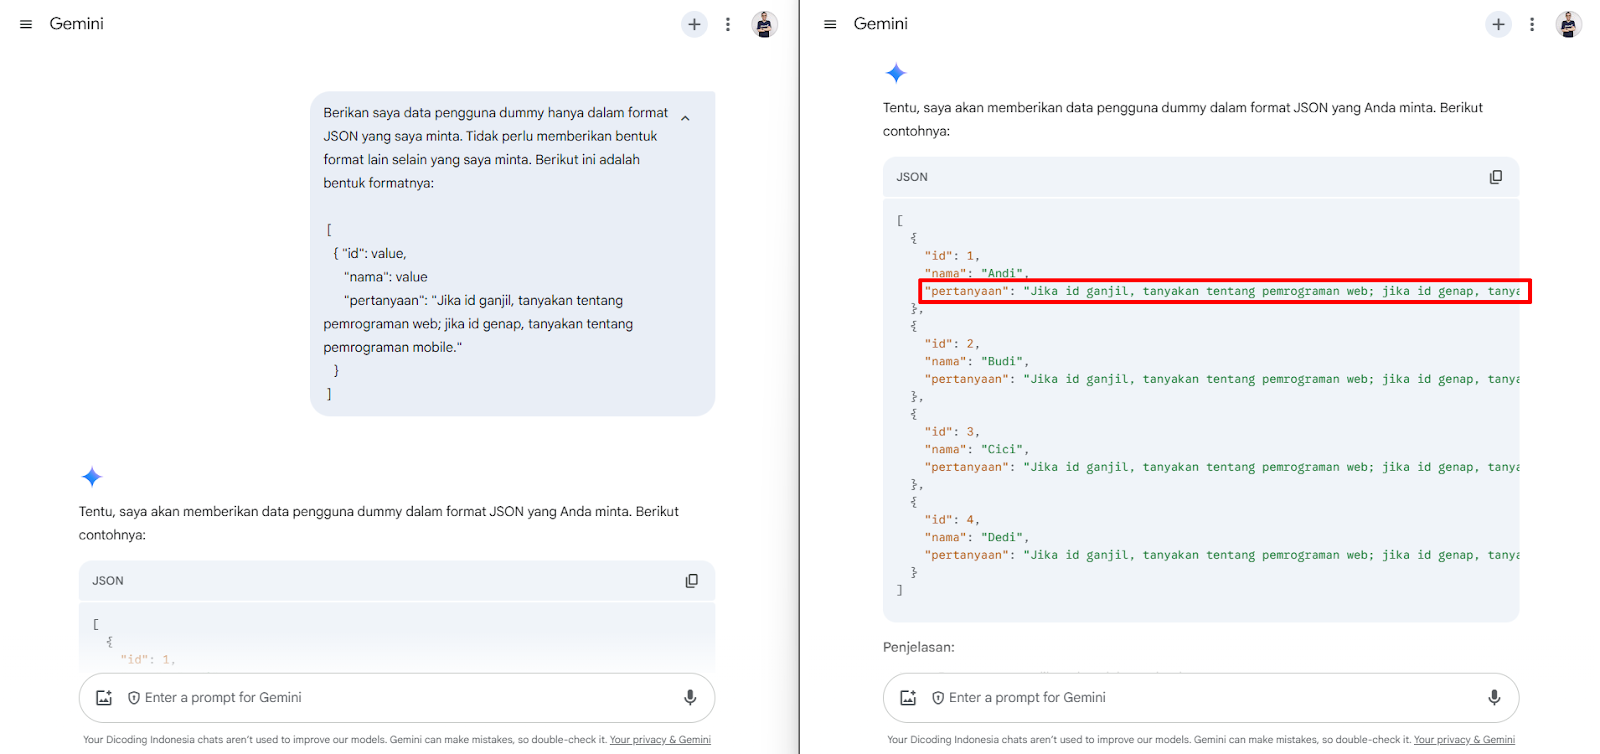 Gemini
Berikan saya data pengguna dummy hanya dalam format
JSON yang saya minta. Tidak perlu memberikan bentuk
format lain selain yang saya minta. Berikut ini adalah
bentuk formatnya:
[
{ "id": value,
"nama": value
"pertanyaan": "Jika id ganjil, tanyakan tentang
pemrograman web; jika id genap, tanyakan tentang
pemrograman mobile."
}
]
Tentu, saya akan memberikan data pengguna dummy dalam format JSON yang Anda minta. Berikut
contohnya:
JSON
[
{
"id": 1,
Enter a prompt for Gemini
Your Dicoding Indonesia chats aren't used to improve our models. Gemini can make mistakes, so double-check it. Your privacy & Gemini
Gemini
Tentu, saya akan memberikan data pengguna dummy dalam format JSON yang Anda minta. Berikut
contohnya:
JSON
[
{
"id": 1,
"nama": "Andi",
"pertanyaan": "Jika id ganjil, tanyakan tentang pemrograman web; jika id genap, tanya
},
{
"id": 2,
"nama": "Budi",
"pertanyaan": "Jika id ganjil, tanyakan tentang pemrograman web; jika id genap, tanya
},
{
"id": 3,
"nama": "Cici",
"pertanyaan": "Jika id ganjil, tanyakan tentang pemrograman web; jika id genap, tanya
},
{
"id": 4,
"nama": "Dedi",
"pertanyaan": "Jika id ganjil, tanyakan tentang pemrograman web; jika id genap, tanya
}
]
Penjelasan:
Enter a prompt for Gemini
Your Dicoding Indonesia chats aren't used to improve our models. Gemini can make mistakes, so double-check it. Your privacy & Gemini